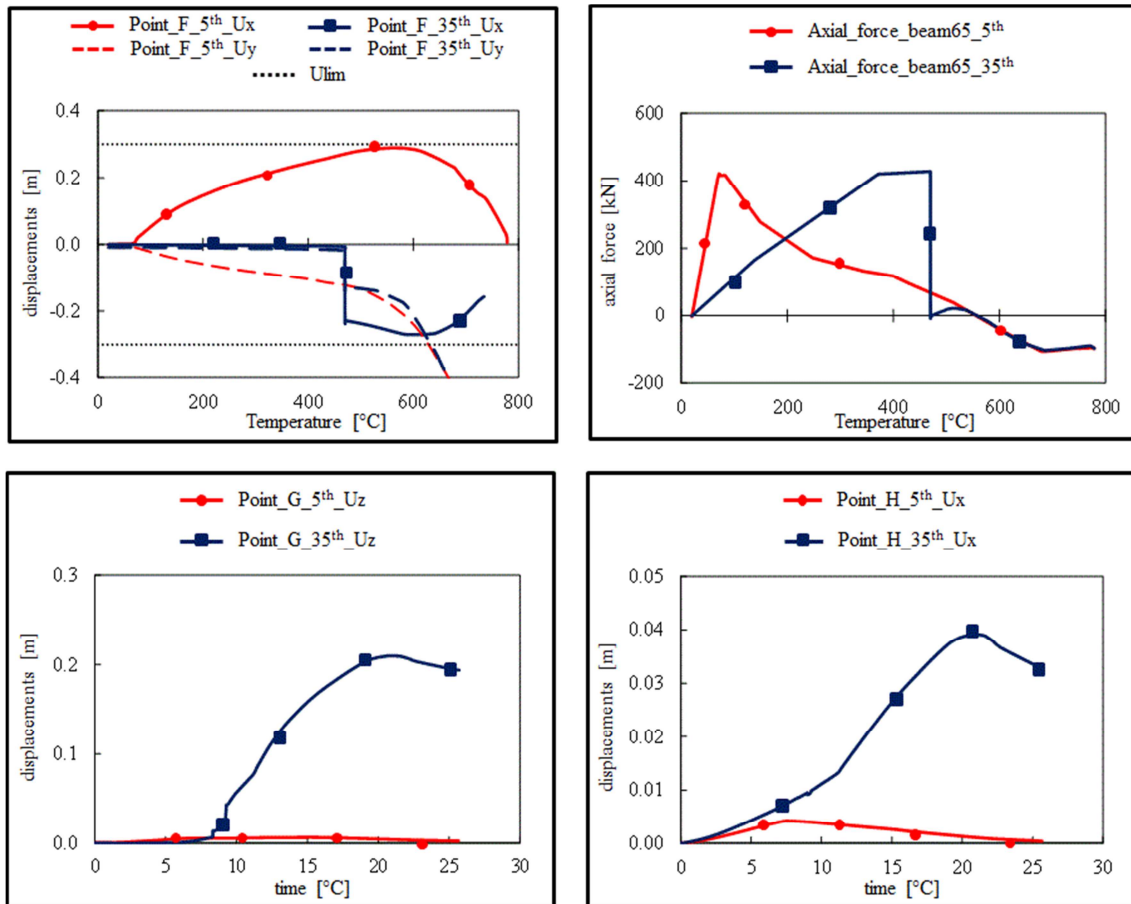 Point_F_5th_Ux Point_F_35th_Ux
Point_F_5th_Uy Point_F_35th_Uy
Ulim
displacements [m]
0.4
0.2
0.0
-0.2
-0.4
0 200 400 600 800
Temperature [°C]
Axial_force_beam65_5th
Axial_force_beam65_35th
axial force [kN]
600
400
200
0
-200
0 200 400 600 800
Temperature [°C]
Point_G_5th_Uz
Point_G_35th_Uz
displacements [m]
0.3
0.2
0.1
0.0
0 5 10 15 20 25 30
time [°C]
Point_H_5th_Ux
Point_H_35th_Ux
displacements [m]
0.05
0.04
0.03
0.02
0.01
0.00
0 5 10 15 20 25 30
time [°C]